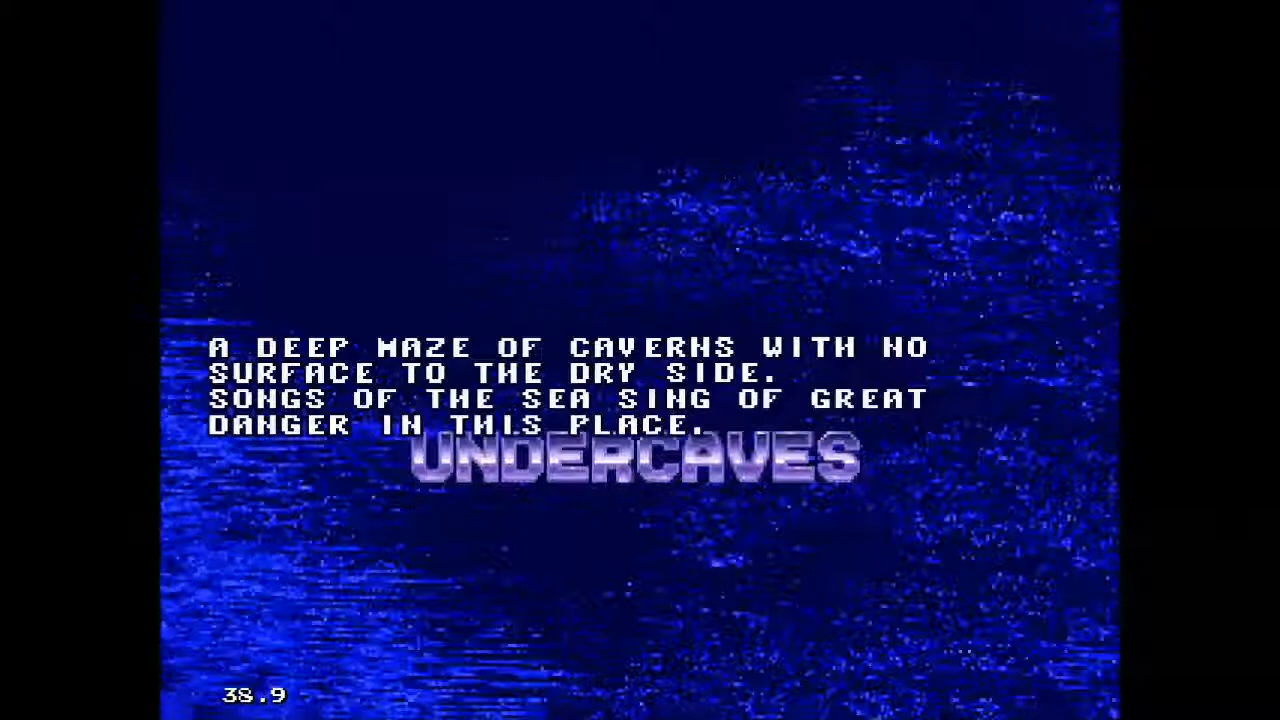 A DEEP MAZE OF CAVERNS WITH NO
SURFACE TO THE DRY SIDE.
SONGS OF THE SEA SING OF GREAT
DANGER IN THIS PLACE.
UNDERCAVES
38.9